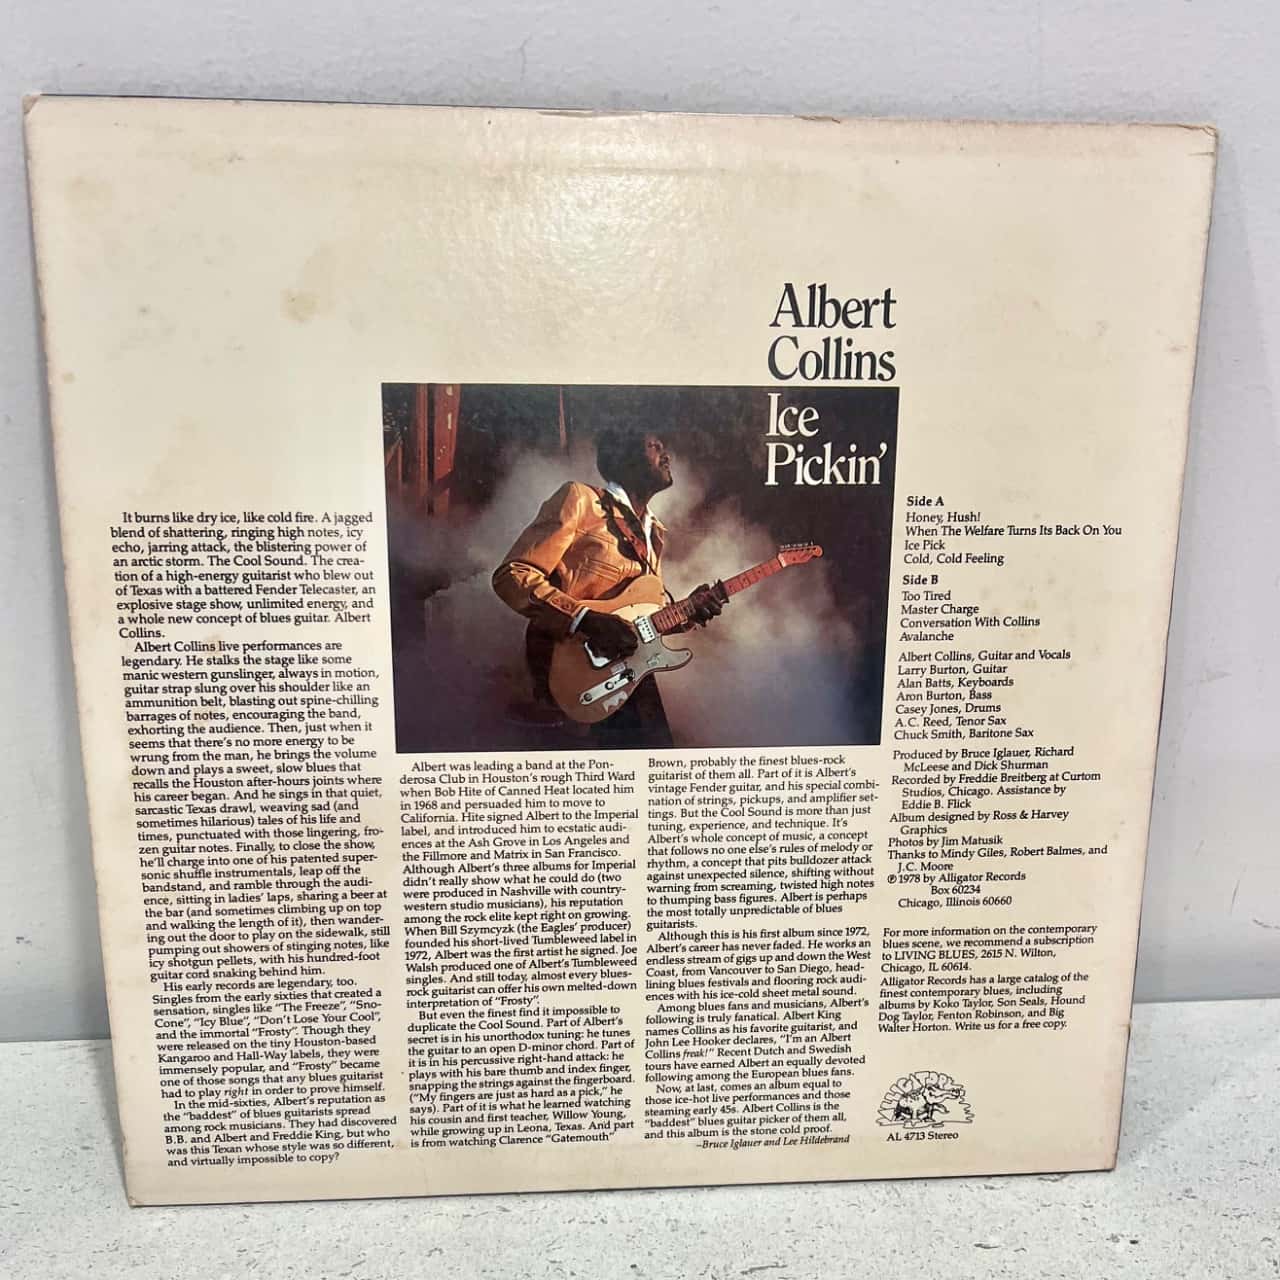 Albert
Collins
Ice
Pickin'
It burns like dry ice, like cold fire. A jagged
blend of shattering, ringing high notes, icy
echo, jarring attack, the blistering power of
an arctic storm. The Cool Sound. The crea-
tion of a high-energy guitarist who blew out
of Texas with a battered Fender Telecaster, an
explosive stage show, unlimited energy, and
a whole new concept of blues guitar. Albert
Collins.
Albert Collins live performances are
legendary. He stalks the stage like some
manic western gunslinger, always in motion,
guitar strap slung over his shoulder like an
ammunition belt, blasting out spine-chilling
barrages of notes, encouraging the band,
exhorting the audience. Then, just when it
seems that there's no more energy to be
wrung from the man, he brings the volume
down and plays a sweet, slow blues that
recalls the Houston after-hours joints where
his career began. And he sings in that quiet,
sarcastic Texas drawl, weaving sad (and
sometimes hilarious) tales of his life and
times, punctuated with those lingering, fro-
zen guitar notes. Finally, to close the show,
he'll charge into one of his patented super-
sonic shuffle instrumentals, leap off the
bandstand, and ramble through the audi-
ence, sitting in ladies' laps, sharing a beer at
the bar (and sometimes climbing up on top
and walking the length of it), then wander-
ing out the door to play on the sidewalk, still
pumping out showers of stinging notes, like
icy shotgun pellets, with his hundred-foot
guitar cord snaking behind him.
His early records are legendary, too.
Singles from the early sixties that created a
sensation, singles like "The Freeze", "Sno-
Cone", "Icy Blue", "Don't Lose Your Cool",
and the immortal "Frosty". Though they
were released on the tiny Houston-based
Kangaroo and Hall-Way labels, they were
immensely popular, and "Frosty" became
one of those songs that any blues guitarist
had to play right in order to prove himself.
In the mid-sixties, Albert's reputation as
the "baddest" of blues guitarists spread
among rock musicians. They had discovered
B.B. and Albert and Freddie King, but who
was this Texan whose style was so different,
and virtually impossible to copy?
Albert was leading a band at the Pon-
derosa Club in Houston's rough Third Ward
when Bob Hite of Canned Heat located him
in 1968 and persuaded him to move to
California. Hite signed Albert to the Imperial
label, and introduced him to ecstatic audi-
ences at the Ash Grove in Los Angeles and
the Fillmore and Matrix in San Francisco.
Although Albert's three albums for Imperial
didn't really show what he could do (two
were produced in Nashville with country-
western studio musicians), his reputation
among the rock elite kept right on growing.
When Bill Szymcyzk (the Eagles' producer)
founded his short-lived Tumbleweed label in
1972, Albert was the first artist he signed. Joe
Walsh produced one of Albert's Tumbleweed
singles. And still today, almost every blues-
rock guitarist can offer his own melted-down
interpretation of "Frosty".
But even the finest find it impossible to
duplicate the Cool Sound. Part of Albert's
secret is in his unorthodox tuning: he tunes
the guitar to an open D-minor chord. Part of
it is in his percussive right-hand attack: he
plays with his bare thumb and index finger,
snapping the strings against the fingerboard.
("My fingers are just as hard as a pick," he
says). Part of it is what he learned watching
his cousin and first teacher, Willow Young,
while growing up in Leona, Texas. And part
is from watching Clarence "Gatemouth"
Brown, probably the finest blues-rock
guitarist of them all. Part of it is Albert's
vintage Fender guitar, and his special combi-
nation of strings, pickups, and amplifier set-
tings. But the Cool Sound is more than just
tuning, experience, and technique. It's
Albert's whole concept of music, a concept
that follows no one else's rules of melody or
rhythm, a concept that pits bulldozer attack
against unexpected silence, shifting without
warning from screaming, twisted high notes
to thumping bass figures. Albert is perhaps
the most totally unpredictable of blues
guitarists.
Although this is his first album since 1972,
Albert's career has never faded. He works an
endless stream of gigs up and down the West
Coast, from Vancouver to San Diego, head-
lining blues festivals and flooring rock audi-
ences with his ice-cold sheet metal sound.
Among blues fans and musicians, Albert's
following is truly fanatical. Albert King
names Collins as his favorite guitarist, and
John Lee Hooker declares, "I'm an Albert
Collins freak!" Recent Dutch and Swedish
tours have earned Albert an equally devoted
following among the European blues fans.
Now, at last, comes an album equal to
those ice-hot live performances and those
steaming early 45s. Albert Collins is the
"baddest" blues guitar picker of them all,
and this album is the stone cold proof.
–Bruce Iglauer and Lee Hildebrand
Side A
Honey, Hush!
When The Welfare Turns Its Back On You
Ice Pick
Cold, Cold Feeling
Side B
Too Tired
Master Charge
Conversation With Collins
Avalanche
Albert Collins, Guitar and Vocals
Larry Burton, Guitar
Alan Batts, Keyboards
Aron Burton, Bass
Casey Jones, Drums
A.C. Reed, Tenor Sax
Chuck Smith, Baritone Sax
Produced by Bruce Iglauer, Richard
McLeese and Dick Shurman
Recorded by Freddie Breitberg at Curtom
Studios, Chicago. Assistance by
Eddie B. Flick
Album designed by Ross & Harvey
Graphics
Photos by Jim Matusik
Thanks to Mindy Giles, Robert Balmes, and
J.C. Moore
℗1978 by Alligator Records
Box 60234
Chicago, Illinois 60660
For more information on the contemporary
blues scene, we recommend a subscription
to LIVING BLUES, 2615 N. Wilton,
Chicago, IL 60614.
Alligator Records has a large catalog of the
finest contemporary blues, including
albums by Koko Taylor, Son Seals, Hound
Dog Taylor, Fenton Robinson, and Big
Walter Horton. Write us for a free copy.
ALLIGATOR
AL 4713 Stereo